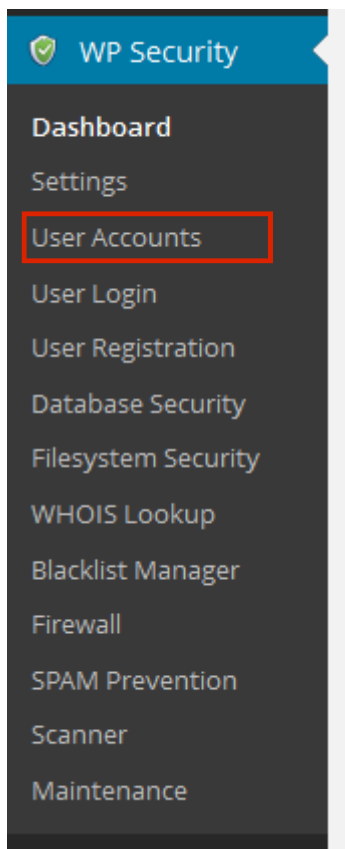 WP Security
Dashboard
Settings
User Accounts
User Login
User Registration
Database Security
Filesystem Security
WHOIS Lookup
Blacklist Manager
Firewall
SPAM Prevention
Scanner
Maintenance